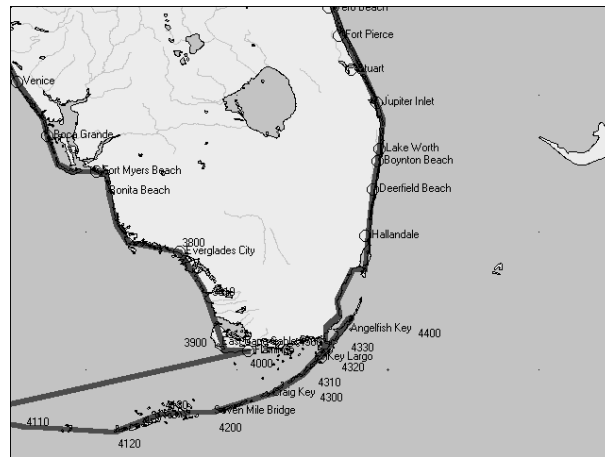 Fort Pierce
Stuart
Venice
Jupiter Inlet
Boca Grande
Lake Worth
Boynton Beach
Fort Myers Beach
Bonita Beach
Deerfield Beach
Hallandale
3800
Everglades City
Angelfish Key
4400
3900
4330
Key Largo
4000
4320
4310
Craig Key
4300
Seven Mile Bridge
4110
4200
4120